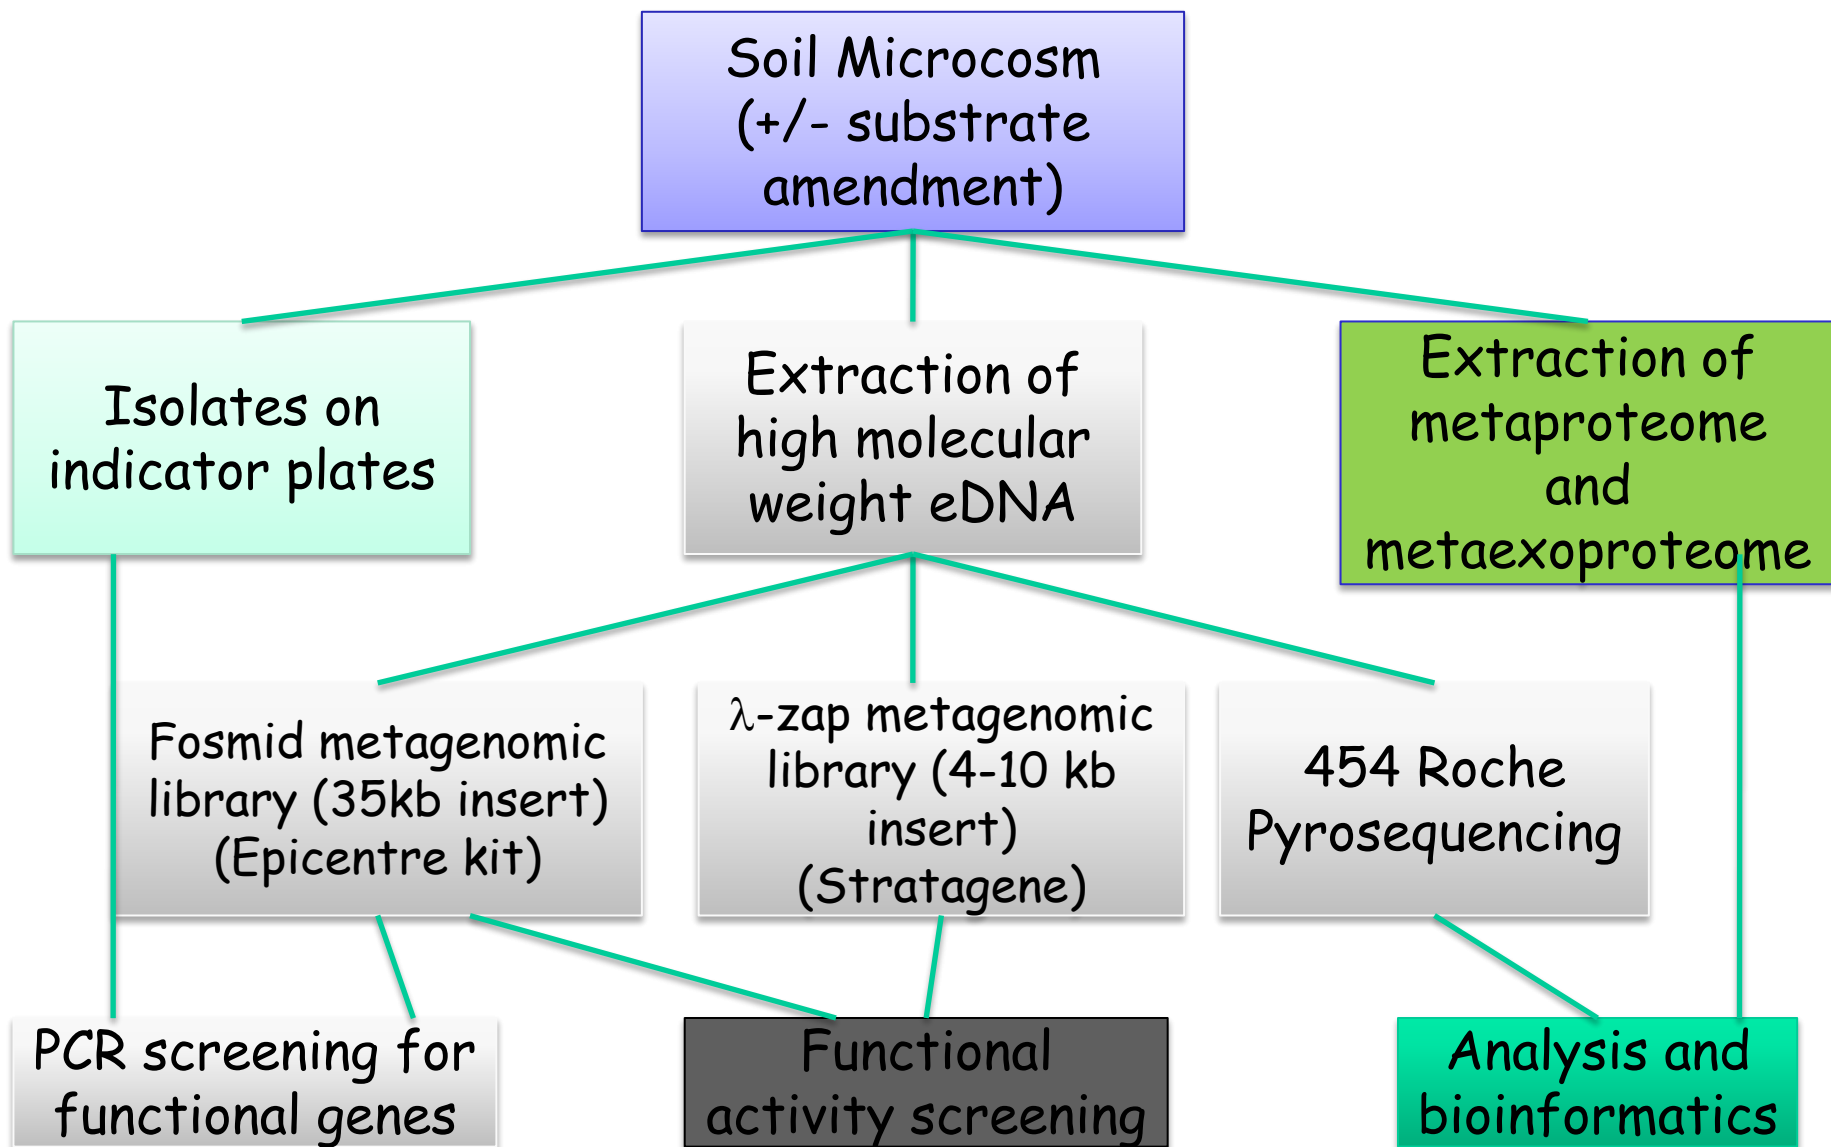 Soil Microcosm
(+/- substrate
amendment)
Isolates on
indicator plates
Extraction of
high molecular
weight eDNA
Extraction of
metaproteome
and
metaexoproteome
Fosmid metagenomic
library (35kb insert)
(Epicentre kit)
λ-zap metagenomic
library (4-10 kb
insert)
(Stratagene)
454 Roche
Pyrosequencing
PCR screening for
functional genes
Functional
activity screening
Analysis and
bioinformatics